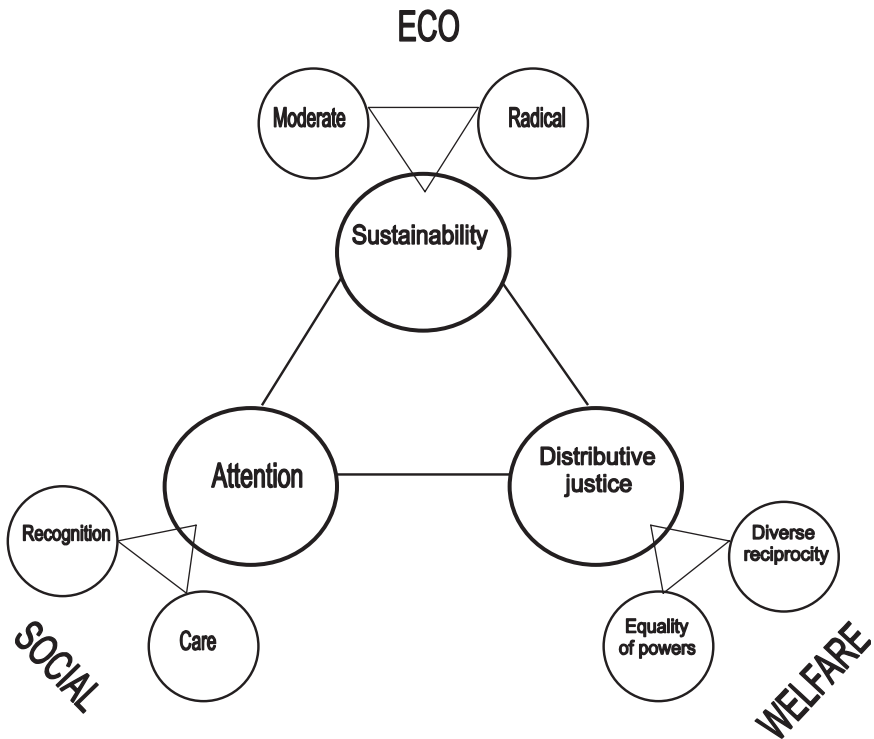 ECO
Moderate
Radical
Sustainability
Attention
Distributive
justice
Recognition
Care
Diverse
reciprocity
Equality
of powers
SOCIAL
WELFARE